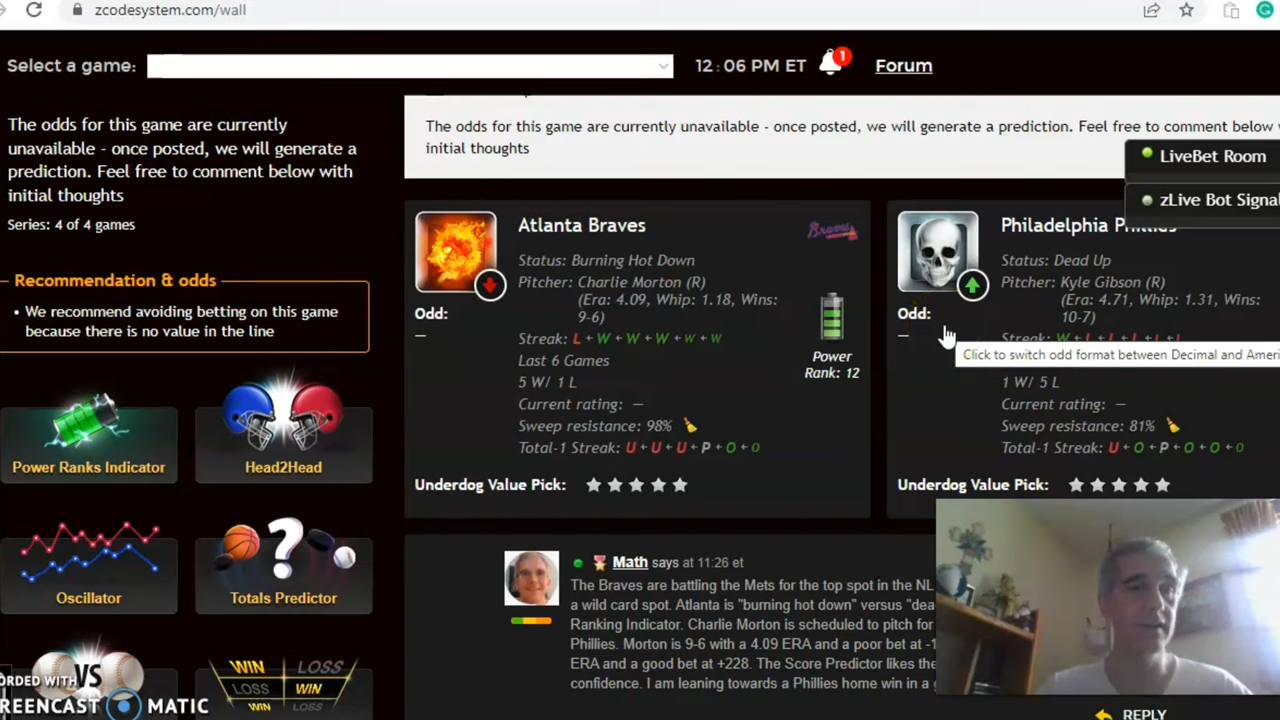 zcodesystem.com/wall
Select a game:
12:06 PM ET
1
Forum
The odds for this game are currently
unavailable - once posted, we will generate a
prediction. Feel free to comment below with
initial thoughts
Series: 4 of 4 games
Recommendation & odds
• We recommend avoiding betting on this game
because there is no value in the line
Power Ranks Indicator
Head2Head
Oscillator
Totals Predictor
VS
WIN LOSS
LOSS WIN
WIN LOSS
ORDED WITH
REENCAST MATIC
The odds for this game are currently unavailable - once posted, we will generate a prediction. Feel free to comment below
initial thoughts
LiveBet Room
zLive Bot Signal
Atlanta Braves
Braves
Status: Burning Hot Down
Pitcher: Charlie Morton (R)
(Era: 4.09, Whip: 1.18, Wins:
9-6)
Odd:
—
Streak: L←W←W←W←W←W
Last 6 Games
5 W/ 1 L
Current rating: —
Sweep resistance: 98%
Total-1 Streak: U←U←U←P←O←O
Power
Rank: 12
Underdog Value Pick:
Philadelphia Phillies
Status: Dead Up
Pitcher: Kyle Gibson (R)
(Era: 4.71, Whip: 1.31, Wins:
10-7)
Odd:
—
Streak: W←L←L←L←L←L
Click to switch odd format between Decimal and Ameri
1 W/ 5 L
Current rating: —
Sweep resistance: 81%
Total-1 Streak: U←O←P←O←O←O
Underdog Value Pick:
Math says at 11:26 et
The Braves are battling the Mets for the top spot in the NL
a wild card spot. Atlanta is "burning hot down" versus "dea
Ranking Indicator. Charlie Morton is scheduled to pitch for
Phillies. Morton is 9-6 with a 4.09 ERA and a poor bet at -1
ERA and a good bet at +228. The Score Predictor likes the
confidence. I am leaning towards a Phillies home win in a
REPLY